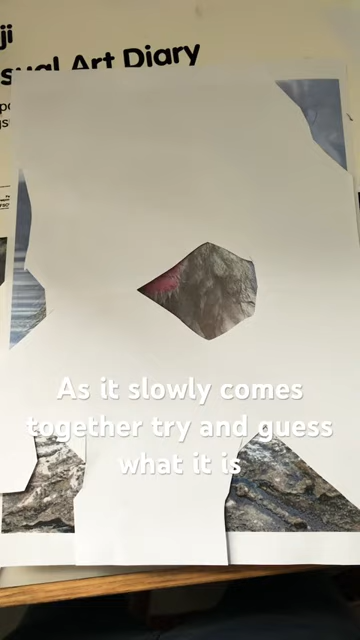 sual Art Diary
As it slowly comes
together try and guess
what it is